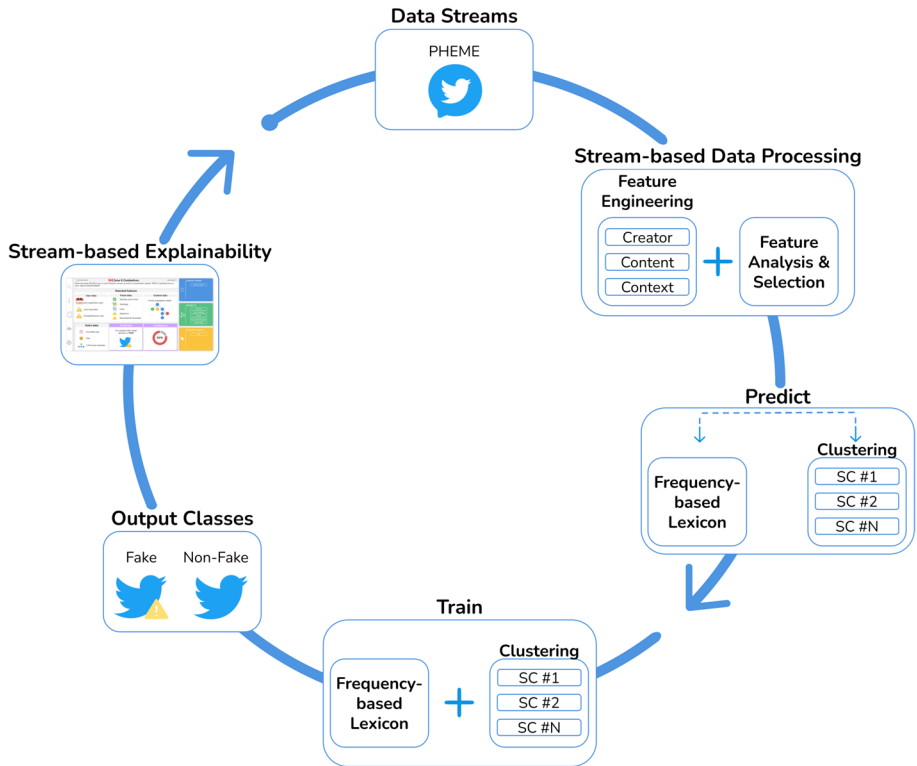 Data Streams
PHEME
Stream-based Data Processing
Feature
Engineering
Creator
Content
Context
Feature
Analysis &
Selection
Predict
Frequency-
based
Lexicon
Clustering
SC #1
SC #2
SC #N
Train
Frequency-
based
Lexicon
Clustering
SC #1
SC #2
SC #N
Output Classes
Fake
Non-Fake
Stream-based Explainability